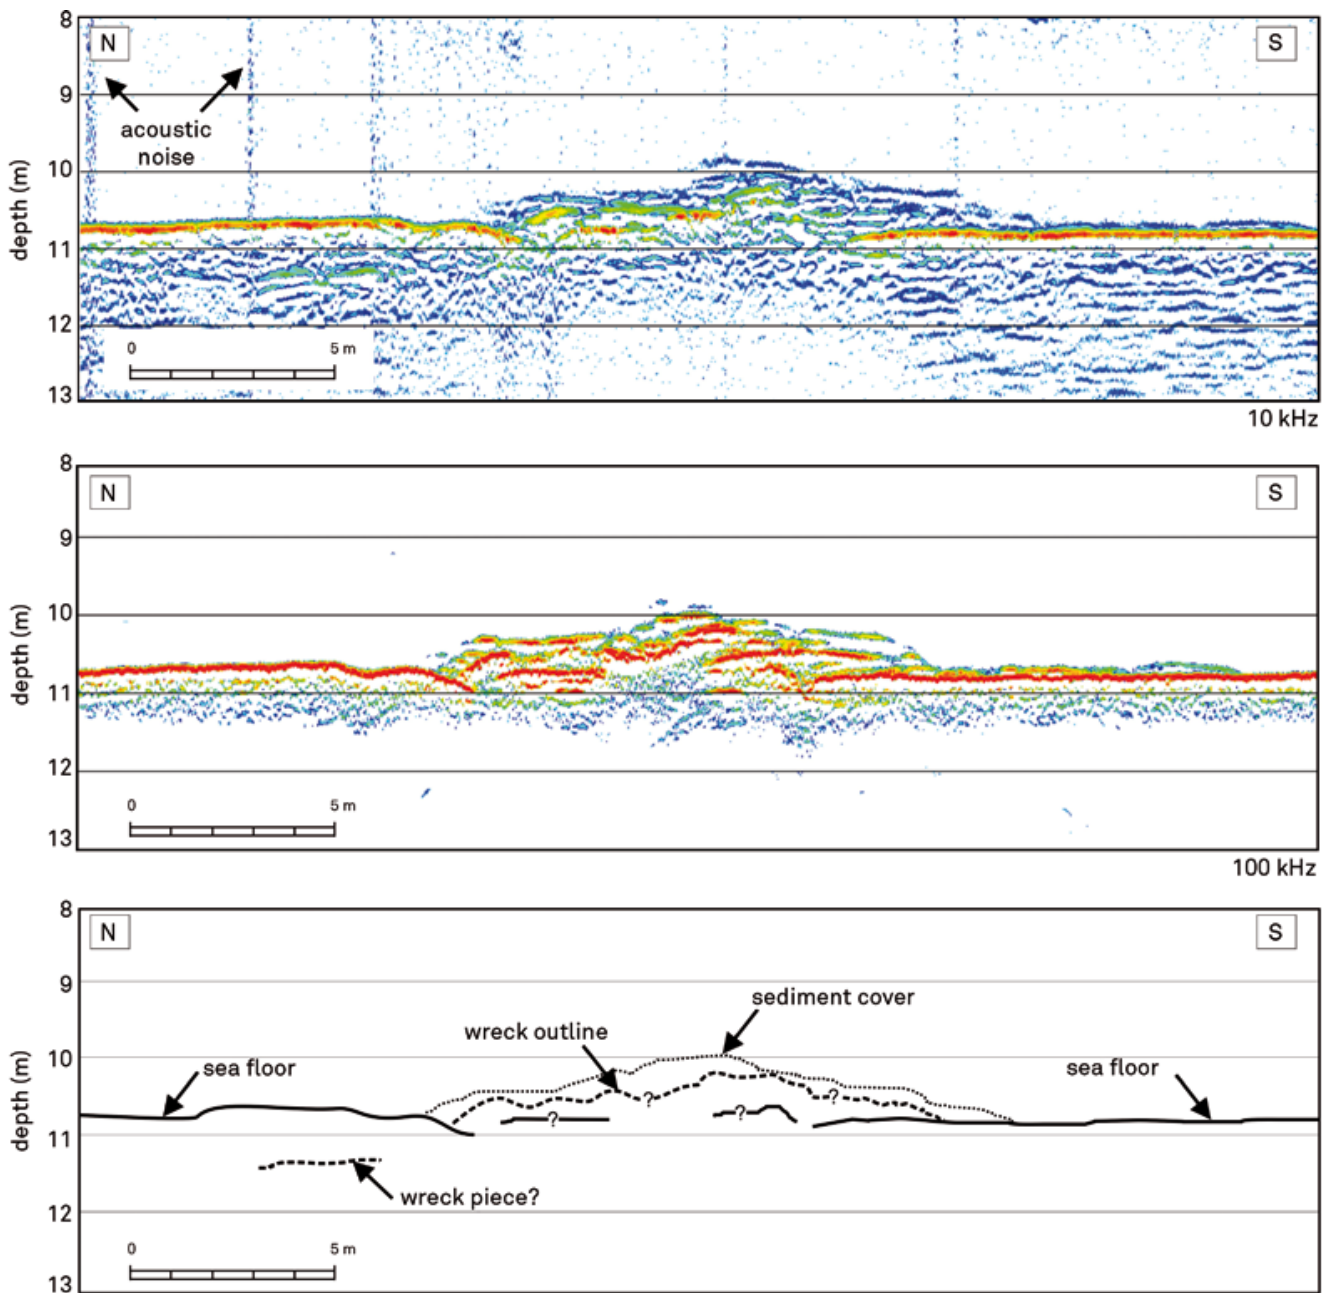 8
N
S
9
acoustic
noise
10
depth (m)
11
12
0 5 m
13
10 kHz
8
N
S
9
10
depth (m)
11
12
0 5 m
13
100 kHz
8
N
S
9
sediment cover
wreck outline
10
sea floor
sea floor
depth (m)
?
?
?
?
11
wreck piece?
12
0 5 m
13